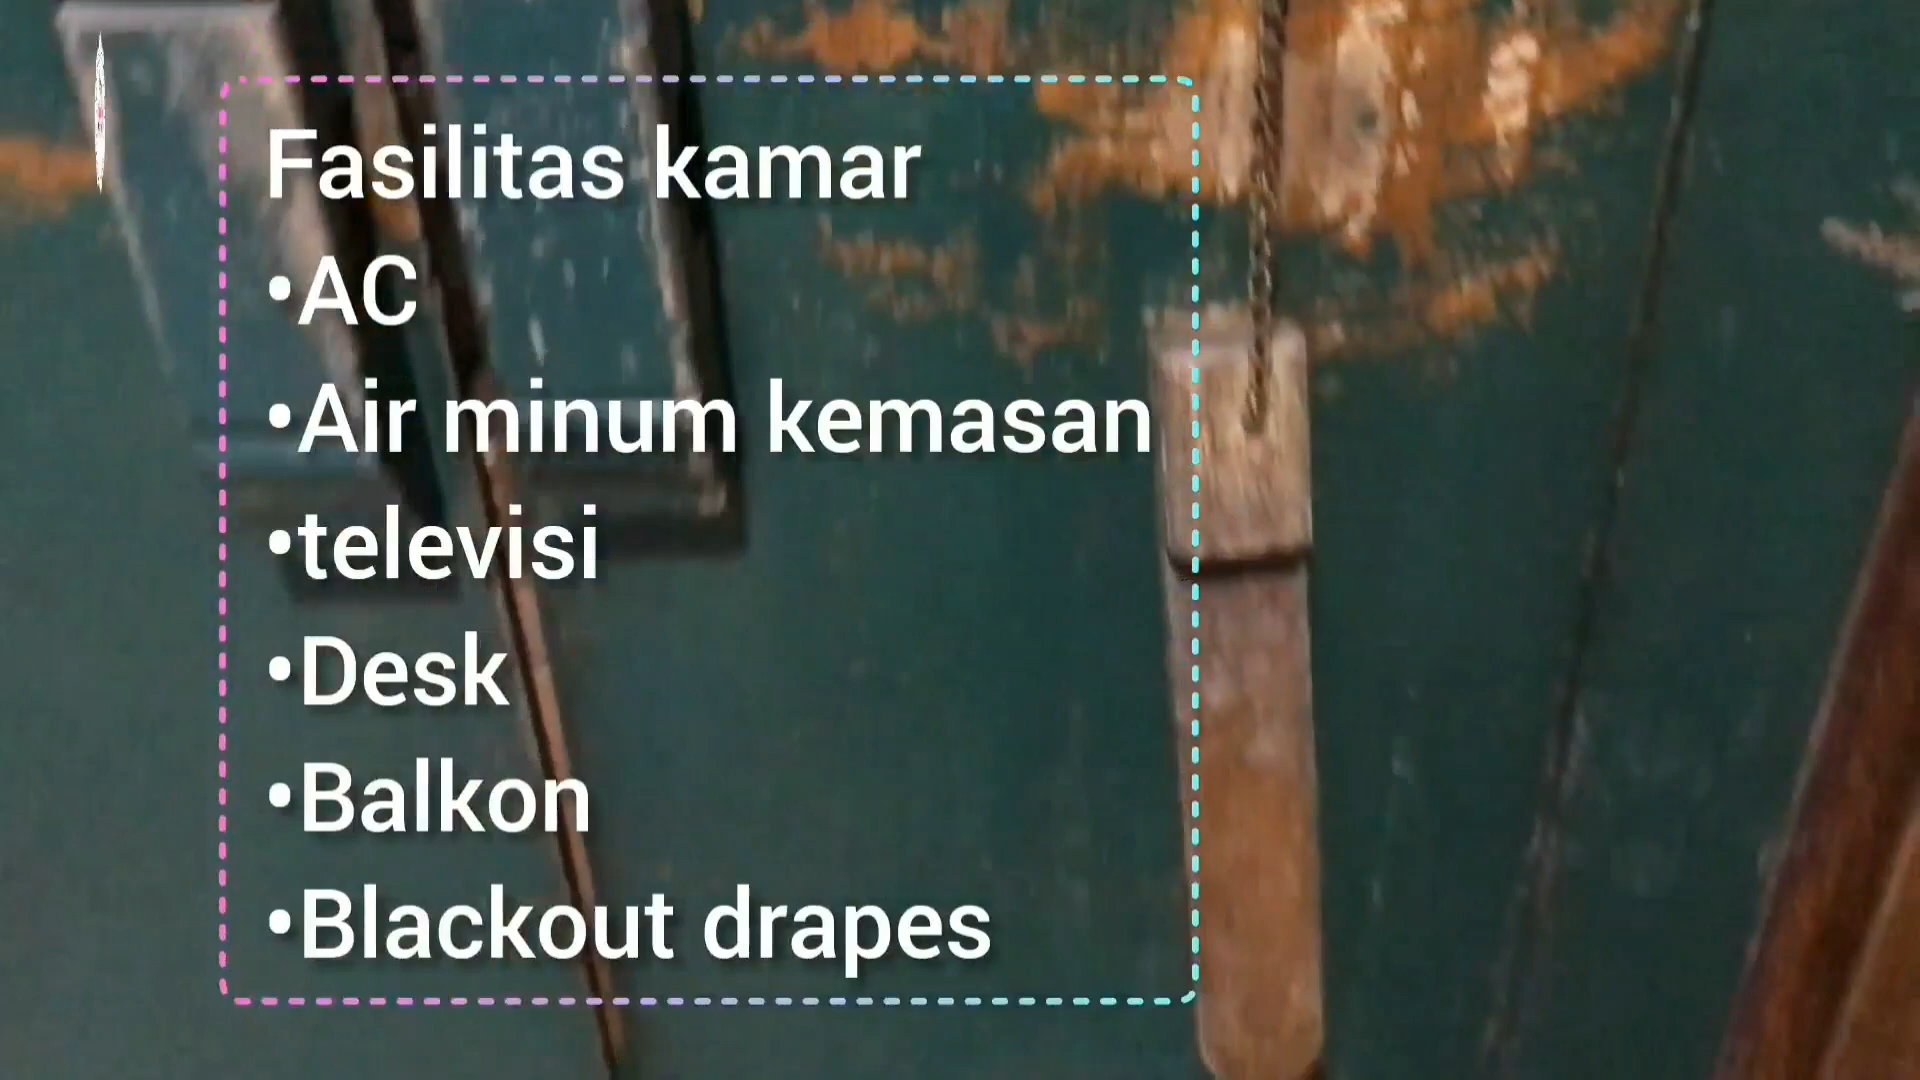 Fasilitas kamar
•AC
•Air minum kemasan
•televisi
•Desk
•Balkon
•Blackout drapes